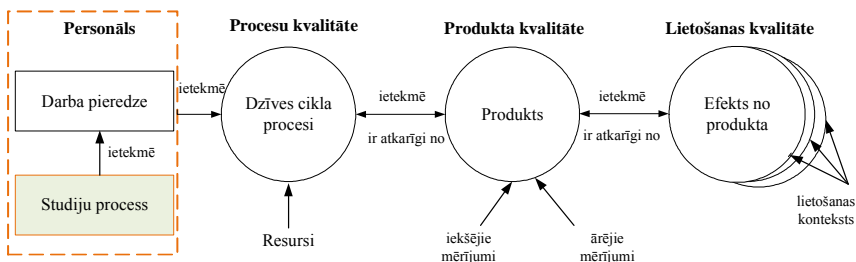 Personāls
Procesu kvalitāte
Produkta kvalitāte
Lietošanas kvalitāte
Darba pieredze
ietekmē
Studiju process
ietekmē
Dzīves cikla
procesi
Resursi
ietekmē
ir atkarīgi no
Produkts
iekšējie
mērījumi
ārējie
mērījumi
ietekmē
ir atkarīgi no
Efekts no
produkta
lietošanas
konteksts